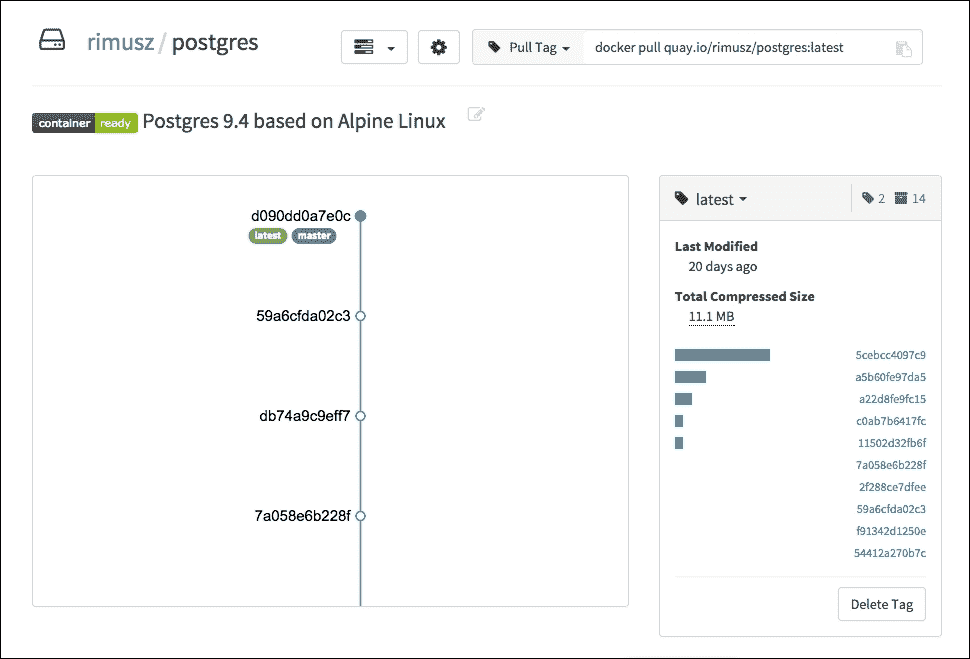 rimusz / postgres
Pull Tag
docker pull quay.io/rimusz/postgres:latest
container ready
Postgres 9.4 based on Alpine Linux
d090dd0a7e0c
latest master
59a6cfda02c3
db74a9c9eff7
7a058e6b228f
latest
2 14
Last Modified
20 days ago
Total Compressed Size
11.1 MB
5cebcc4097c9
a5b60fe97da5
a22d8fe9fc15
c0ab7b6417fc
11502d32fb6f
7a058e6b228f
2f288ce7dfee
59a6cfda02c3
f91342d1250e
54412a270b7c
Delete Tag